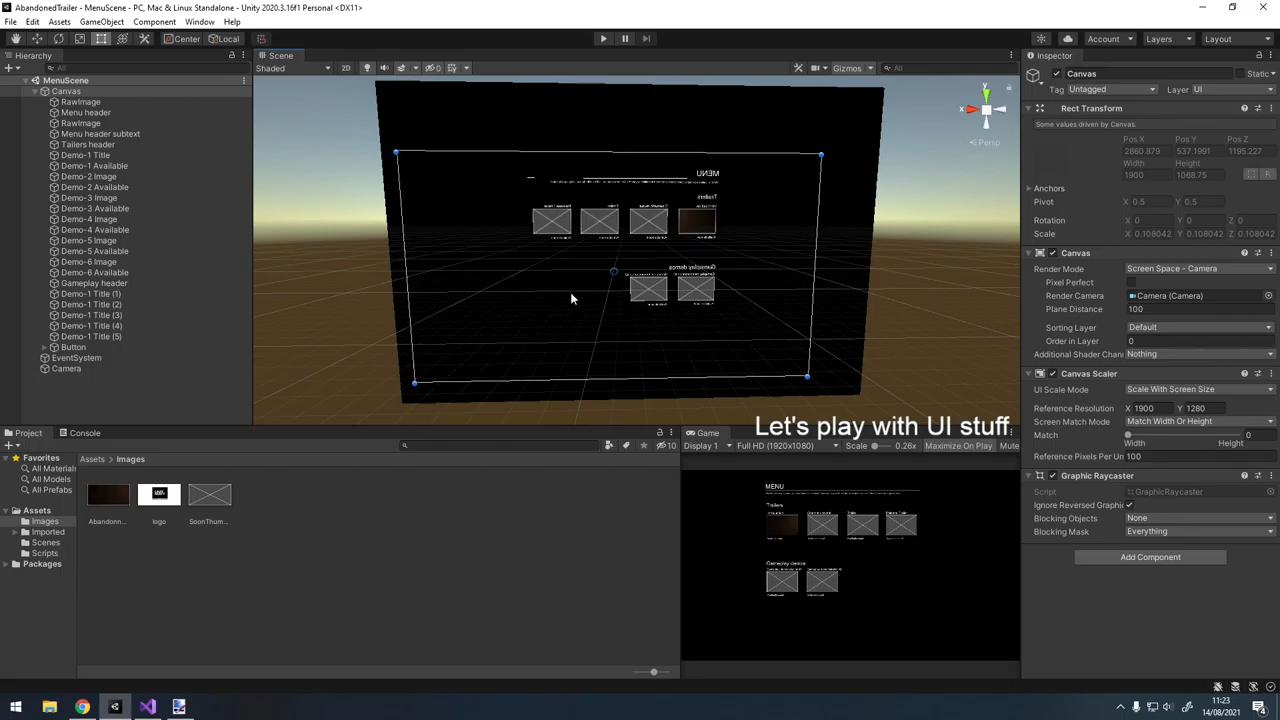 AbandonedTrailer - MenuScene - PC, Mac & Linux Standalone - Unity 2020.3.16f1 Personal <DX11>
File Edit Assets GameObject Component Window Help
Center Local Account Layers Layout
Hierarchy
All
MenuScene
Canvas
RawImage
Menu header
RawImage
Menu header subtext
Tailers header
Demo-1 Title
Demo-1 Available
Demo-2 Image
Demo-2 Available
Demo-3 Image
Demo-3 Available
Demo-4 Image
Demo-4 Available
Demo-5 Image
Demo-5 Available
Demo-6 Image
Demo-6 Available
Gameplay header
Demo-1 Title (1)
Demo-1 Title (2)
Demo-1 Title (3)
Demo-1 Title (4)
Demo-1 Title (5)
Button
EventSystem
Camera
Scene
Shaded 2D 0 Gizmos All
y
x
Persp
MENU
Trailers
Gameplay demos
Let's play with UI stuff
Inspector
Canvas Static
Tag Untagged Layer UI
Rect Transform
Some values driven by Canvas.
Pos X Pos Y Pos Z
2860.879 537.1991 1195.227
Width Height
1900 1068.75 R
Anchors
Pivot X 0.5 Y 0.5
Rotation X 0 Y 0 Z 0
Scale X 0.108042 Y 0.108042 Z 0.108042
Canvas
Render Mode Screen Space - Camera
Pixel Perfect
Render Camera Camera (Camera)
Plane Distance 100
Sorting Layer Default
Order in Layer 0
Additional Shader Chan Nothing
Canvas Scaler
UI Scale Mode Scale With Screen Size
Reference Resolution X 1900 Y 1280
Screen Match Mode Match Width Or Height
Match 0
Width Height
Reference Pixels Per Un 100
Graphic Raycaster
Script GraphicRaycaster
Ignore Reversed Graphic
Blocking Objects None
Blocking Mask Everything
Add Component
Project Console
10
Favorites
All Materials
All Models
All Prefabs
Assets
Images
Imported
Scenes
Scripts
Packages
Assets Images
Abandonn... logo SoonThum...
Game
Display 1 Full HD (1920x1080) Scale 0.26x Maximize On Play
MENU
Trailers
Gameplay demos
11:23
14/08/2021
4